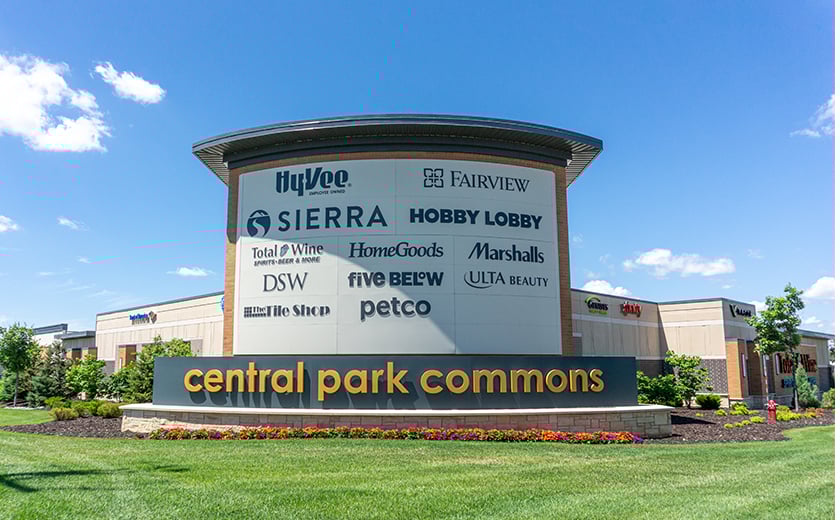 HyVee
EMPLOYEE OWNED
FAIRVIEW
SIERRA
HOBBY LOBBY
Total Wine
SPIRITS·BEER & MORE
HomeGoods
Marshalls
DSW
five BELOW
ULTA BEAUTY
The Tile Shop
petco
central park commons